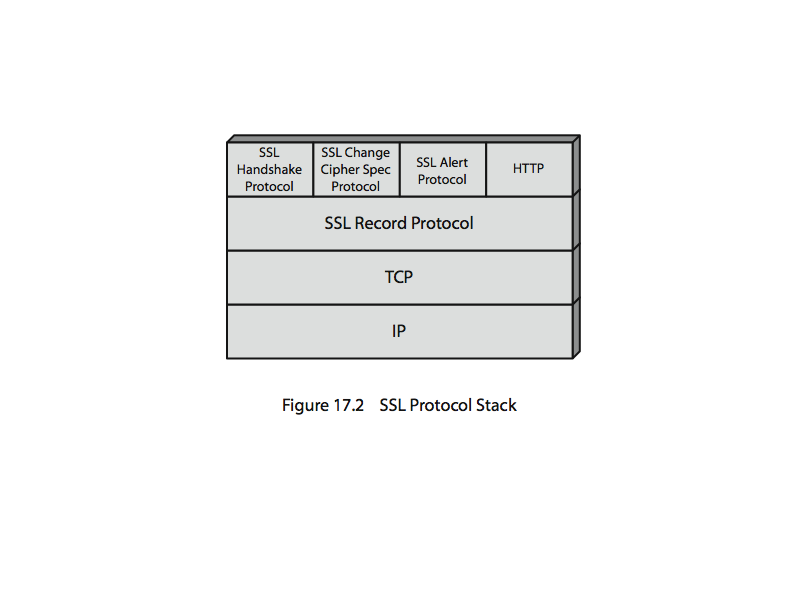 SSL
Handshake
Protocol
SSL Change
Cipher Spec
Protocol
SSL Alert
Protocol
HTTP
SSL Record Protocol
TCP
IP
Figure 17.2 SSL Protocol Stack